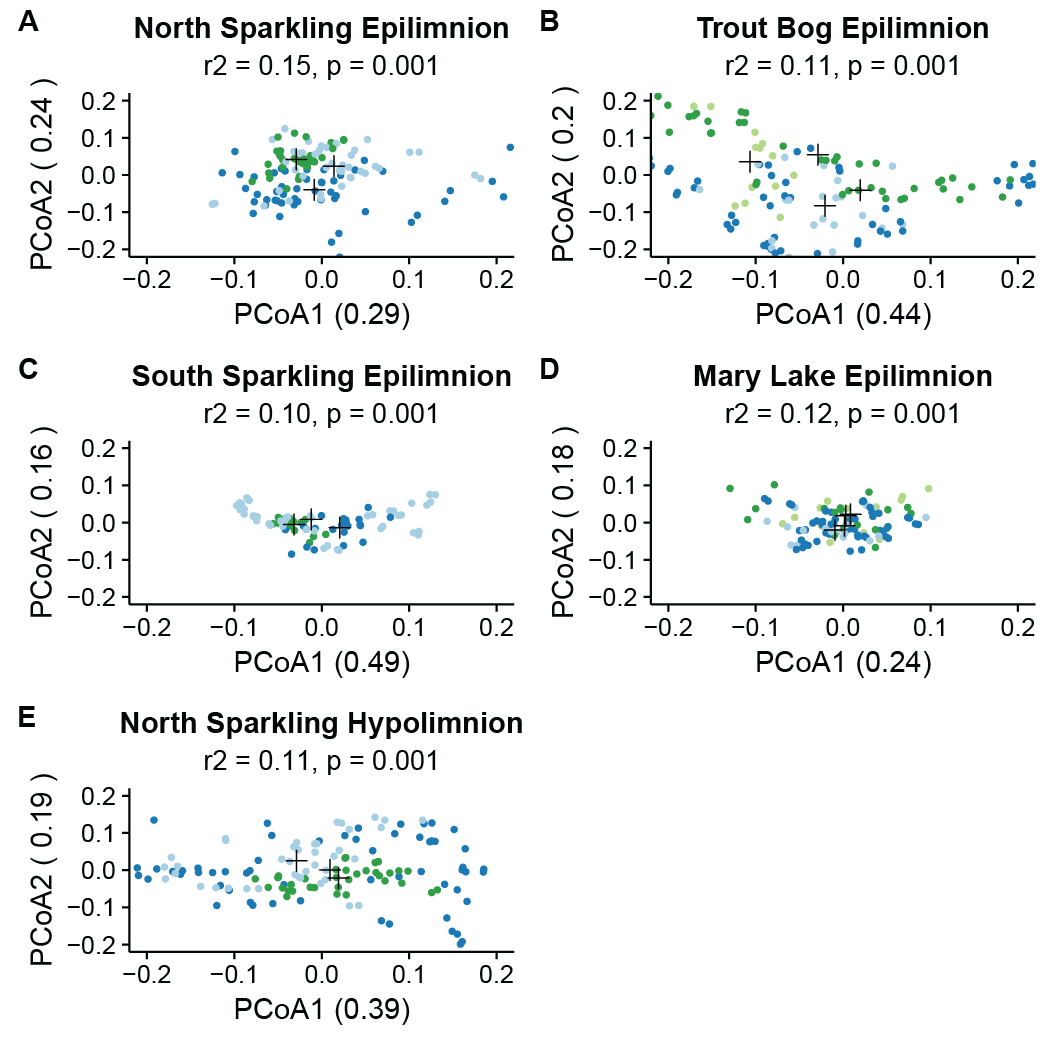 A
North Sparkling Epilimnion
r2 = 0.15, p = 0.001
PCoA2 ( 0.24 )
0.2
0.1
0.0
−0.1
−0.2
−0.2 −0.1 0.0 0.1 0.2
PCoA1 (0.29)
B
Trout Bog Epilimnion
r2 = 0.11, p = 0.001
PCoA2 ( 0.2 )
0.2
0.1
0.0
−0.1
−0.2
−0.2 −0.1 0.0 0.1 0.2
PCoA1 (0.44)
C
South Sparkling Epilimnion
r2 = 0.10, p = 0.001
PCoA2 ( 0.16 )
0.2
0.1
0.0
−0.1
−0.2
−0.2 −0.1 0.0 0.1 0.2
PCoA1 (0.49)
D
Mary Lake Epilimnion
r2 = 0.12, p = 0.001
PCoA2 ( 0.18 )
0.2
0.1
0.0
−0.1
−0.2
−0.2 −0.1 0.0 0.1 0.2
PCoA1 (0.24)
E
North Sparkling Hypolimnion
r2 = 0.11, p = 0.001
PCoA2 ( 0.19 )
0.2
0.1
0.0
−0.1
−0.2
−0.2 −0.1 0.0 0.1 0.2
PCoA1 (0.39)